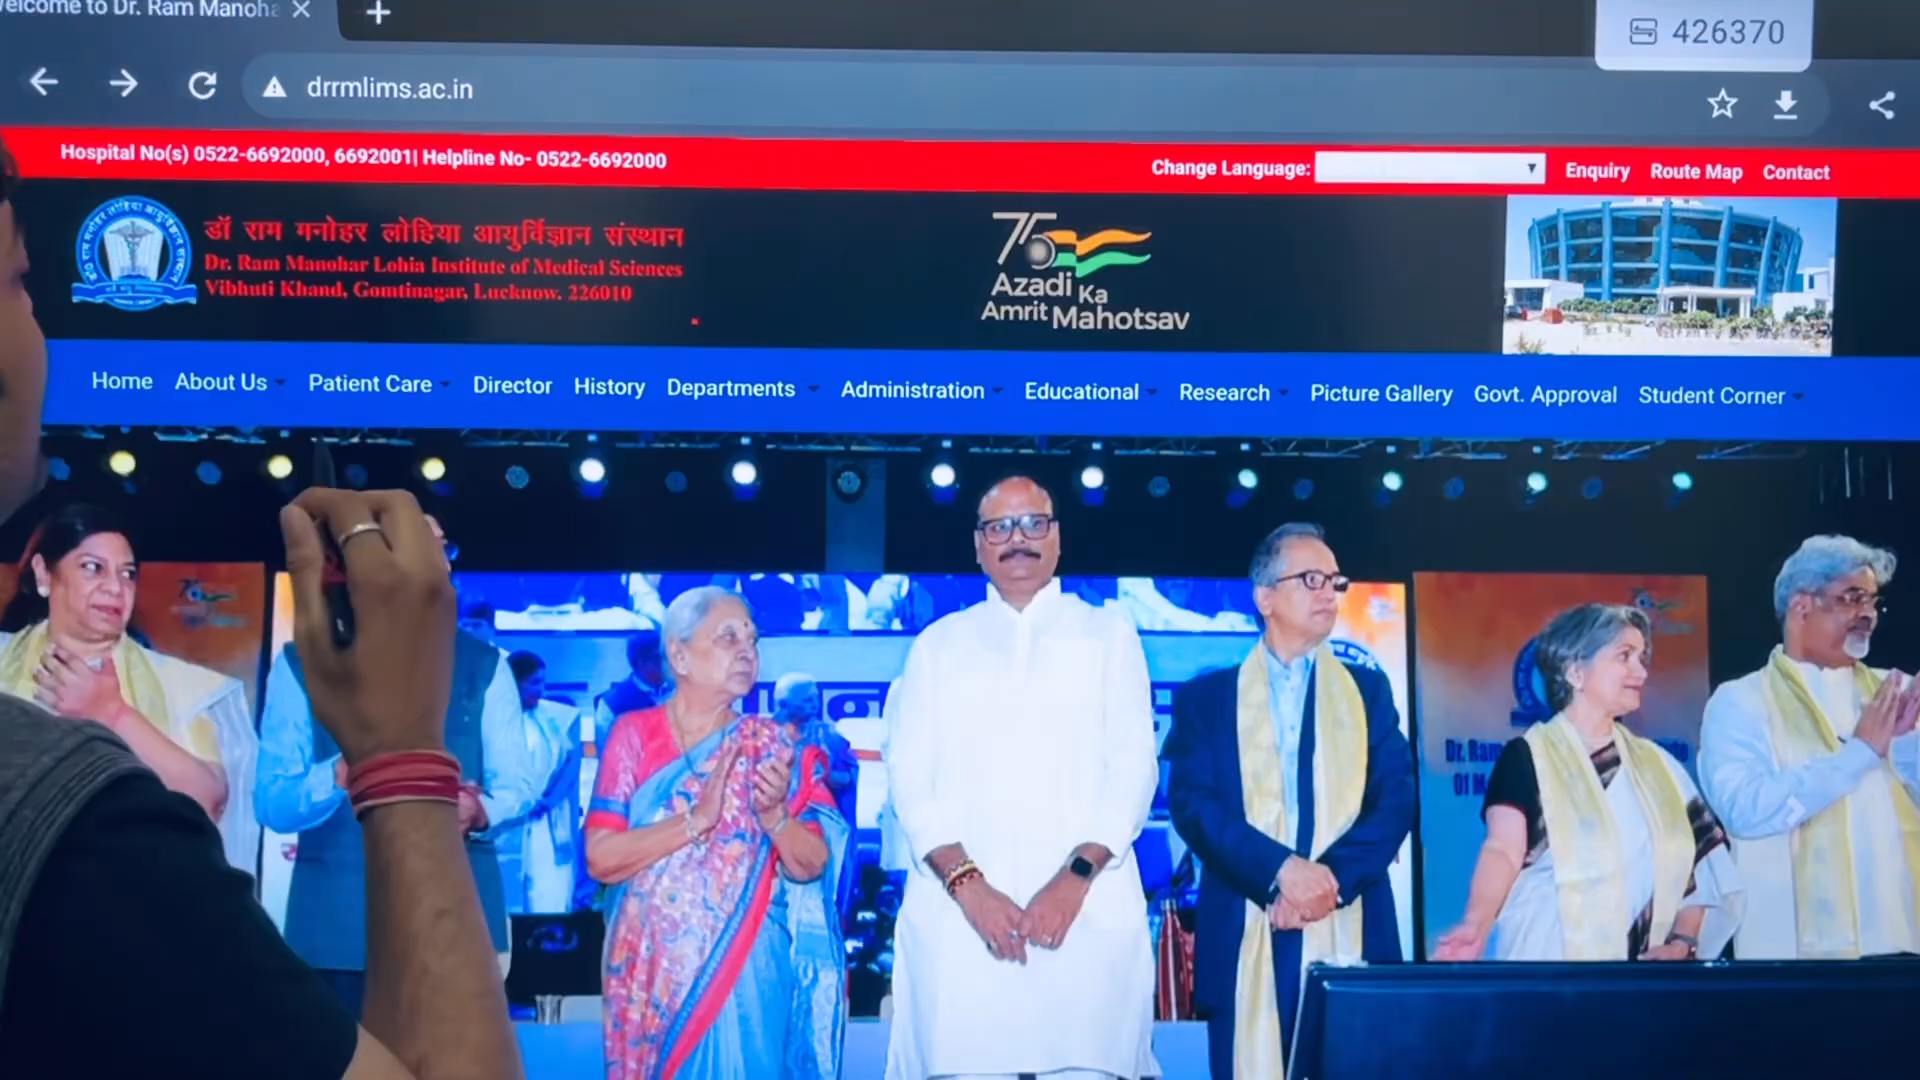 elcome to Dr. Ram Manoha
426370
drrmlims.ac.in
Hospital No(s) 0522-6692000, 6692001| Helpline No- 0522-6692000
Change Language:
Enquiry Route Map Contact
डॉ राम मनोहर लोहिया आयुर्विज्ञान संस्थान
Dr. Ram Manohar Lohia Institute of Medical Sciences
Vibhuti Khand, Gomtinagar, Lucknow. 226010
75
Azadi Ka
Amrit Mahotsav
Home About Us Patient Care Director History Departments Administration Educational Research Picture Gallery Govt. Approval Student Corner
Dr. Ram